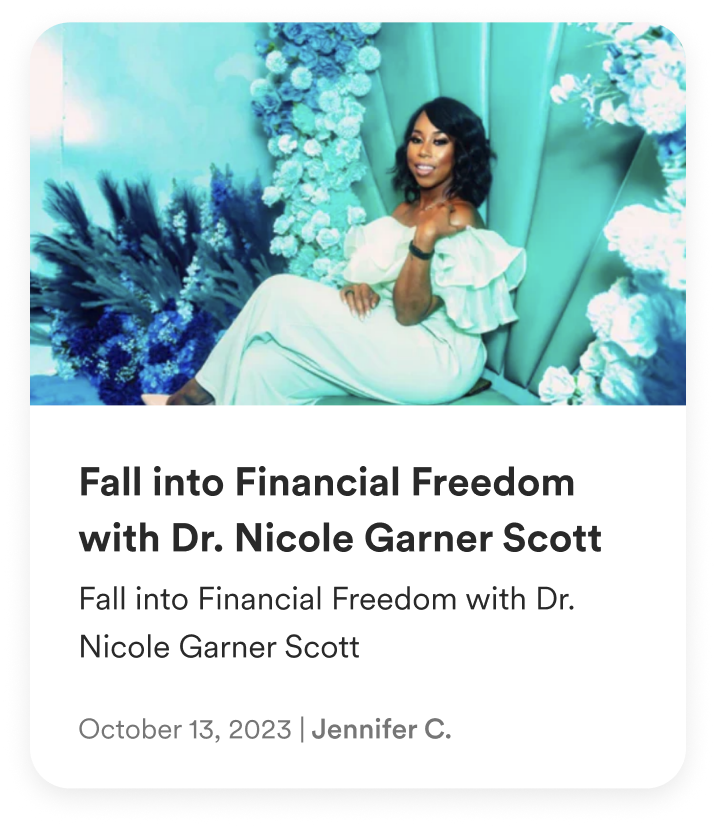 Fall into Financial Freedom
with Dr. Nicole Garner Scott
Fall into Financial Freedom with Dr.
Nicole Garner Scott
October 13, 2023 | Jennifer C.